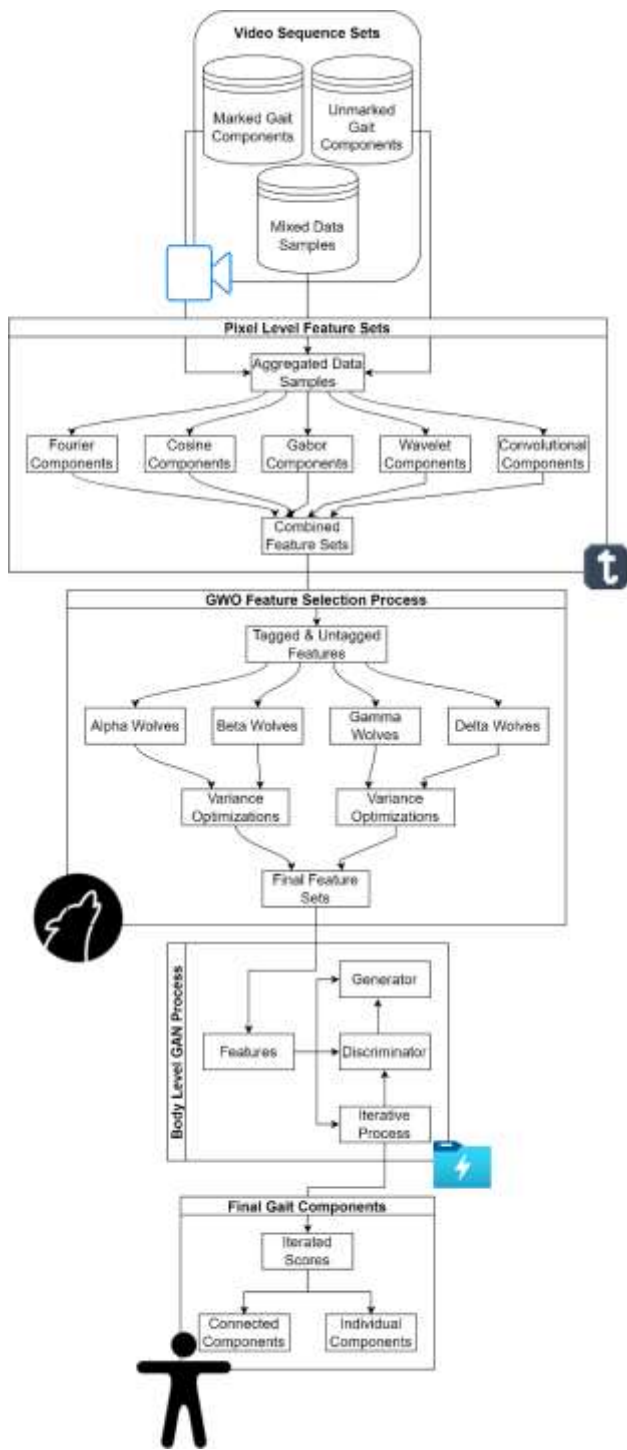 Video Sequence Sets
Marked Gait
Components
Unmarked
Gait
Components
Mixed Data
Samples
Pixel Level Feature Sets
Aggregated Data
Samples
Fourier
Components
Cosine
Components
Gabor
Components
Wavelet
Components
Convolutional
Components
Combined
Feature Sets
t
GWO Feature Selection Process
Tagged & Untagged
Features
Alpha Wolves
Beta Wolves
Gamma
Wolves
Delta Wolves
Variance
Optimizations
Variance
Optimizations
Final Feature
Sets
Body Level GAN Process
Generator
Features
Discriminator
Iterative
Process
Final Gait Components
Iterated
Scores
Connected
Components
Individual
Components